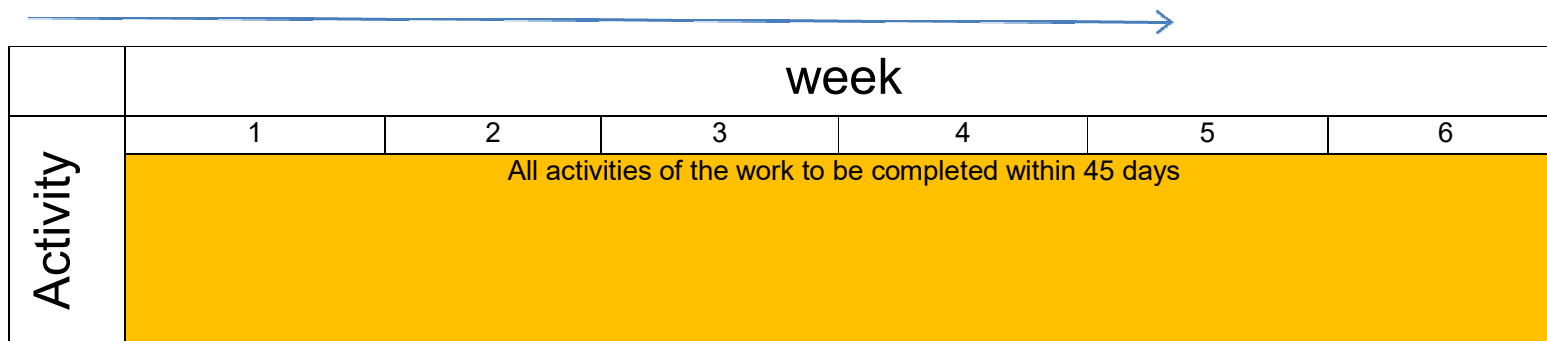 week
1 2 3 4 5 6
Activity
All activities of the work to be completed within 45 days